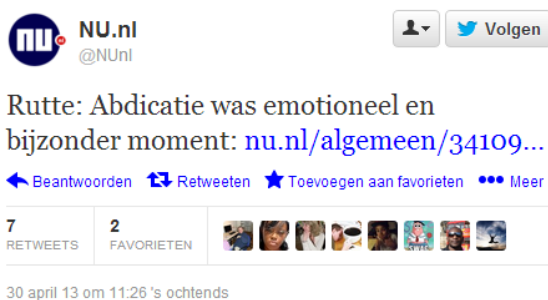 nu
NU.nl
@NUnl
Volgen
Rutte: Abdicatie was emotioneel en
bijzonder moment: nu.nl/algemeen/34109...
Beantwoorden Retweeten Toevoegen aan favorieten Meer
7 2
RETWEETS FAVORIETEN
30 april 13 om 11:26 's ochtends